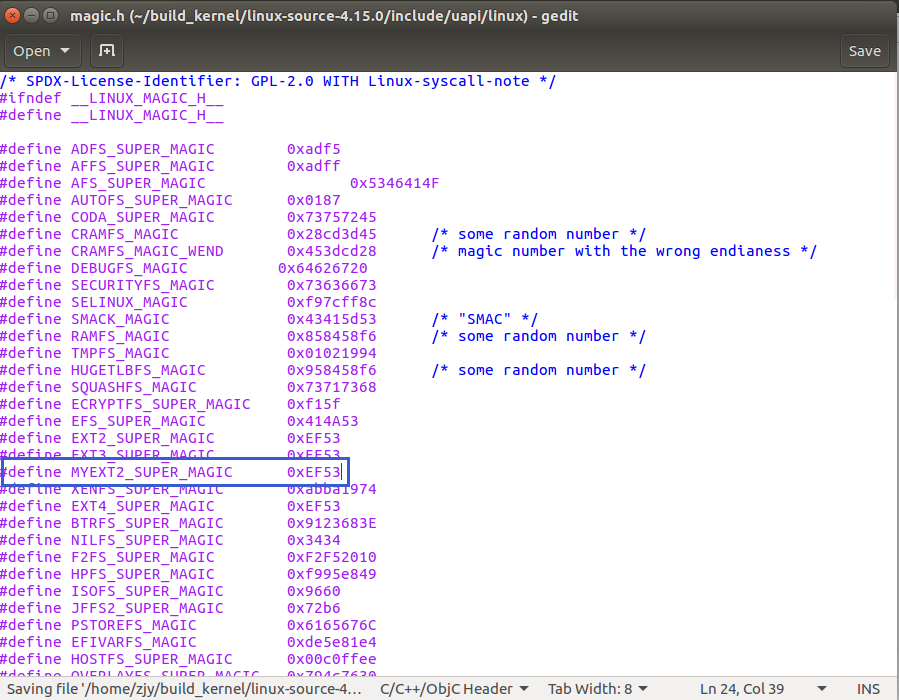 magic.h (~/build_kernel/linux-source-4.15.0/include/uapi/linux) - gedit
Open Save
/* SPDX-License-Identifier: GPL-2.0 WITH Linux-syscall-note */
#ifndef __LINUX_MAGIC_H__
#define __LINUX_MAGIC_H__
#define ADFS_SUPER_MAGIC 0xadf5
#define AFFS_SUPER_MAGIC 0xadff
#define AFS_SUPER_MAGIC 0x5346414F
#define AUTOFS_SUPER_MAGIC 0x0187
#define CODA_SUPER_MAGIC 0x73757245
#define CRAMFS_MAGIC 0x28cd3d45 /* some random number */
#define CRAMFS_MAGIC_WEND 0x453dcd28 /* magic number with the wrong endianess */
#define DEBUGFS_MAGIC 0x64626720
#define SECURITYFS_MAGIC 0x73636673
#define SELINUX_MAGIC 0xf97cff8c
#define SMACK_MAGIC 0x43415d53 /* "SMAC" */
#define RAMFS_MAGIC 0x858458f6 /* some random number */
#define TMPFS_MAGIC 0x01021994
#define HUGETLBFS_MAGIC 0x958458f6 /* some random number */
#define SQUASHFS_MAGIC 0x73717368
#define ECRYPTFS_SUPER_MAGIC 0xf15f
#define EFS_SUPER_MAGIC 0x414A53
#define EXT2_SUPER_MAGIC 0xEF53
#define EXT3_SUPER_MAGIC 0xEF53
#define MYEXT2_SUPER_MAGIC 0xEF53
#define XENFS_SUPER_MAGIC 0xabba1974
#define EXT4_SUPER_MAGIC 0xEF53
#define BTRFS_SUPER_MAGIC 0x9123683E
#define NILFS_SUPER_MAGIC 0x3434
#define F2FS_SUPER_MAGIC 0xF2F52010
#define HPFS_SUPER_MAGIC 0xf995e849
#define ISOFS_SUPER_MAGIC 0x9660
#define JFFS2_SUPER_MAGIC 0x72b6
#define PSTOREFS_MAGIC 0x6165676C
#define EFIVARFS_MAGIC 0xde5e81e4
#define HOSTFS_SUPER_MAGIC 0x00c0ffee
#define OVERLAYFS_SUPER_MAGIC 0x794c7630
Saving file '/home/zjy/build_kernel/linux-source-4... C/C++/ObjC Header Tab Width: 8 Ln 24, Col 39 INS